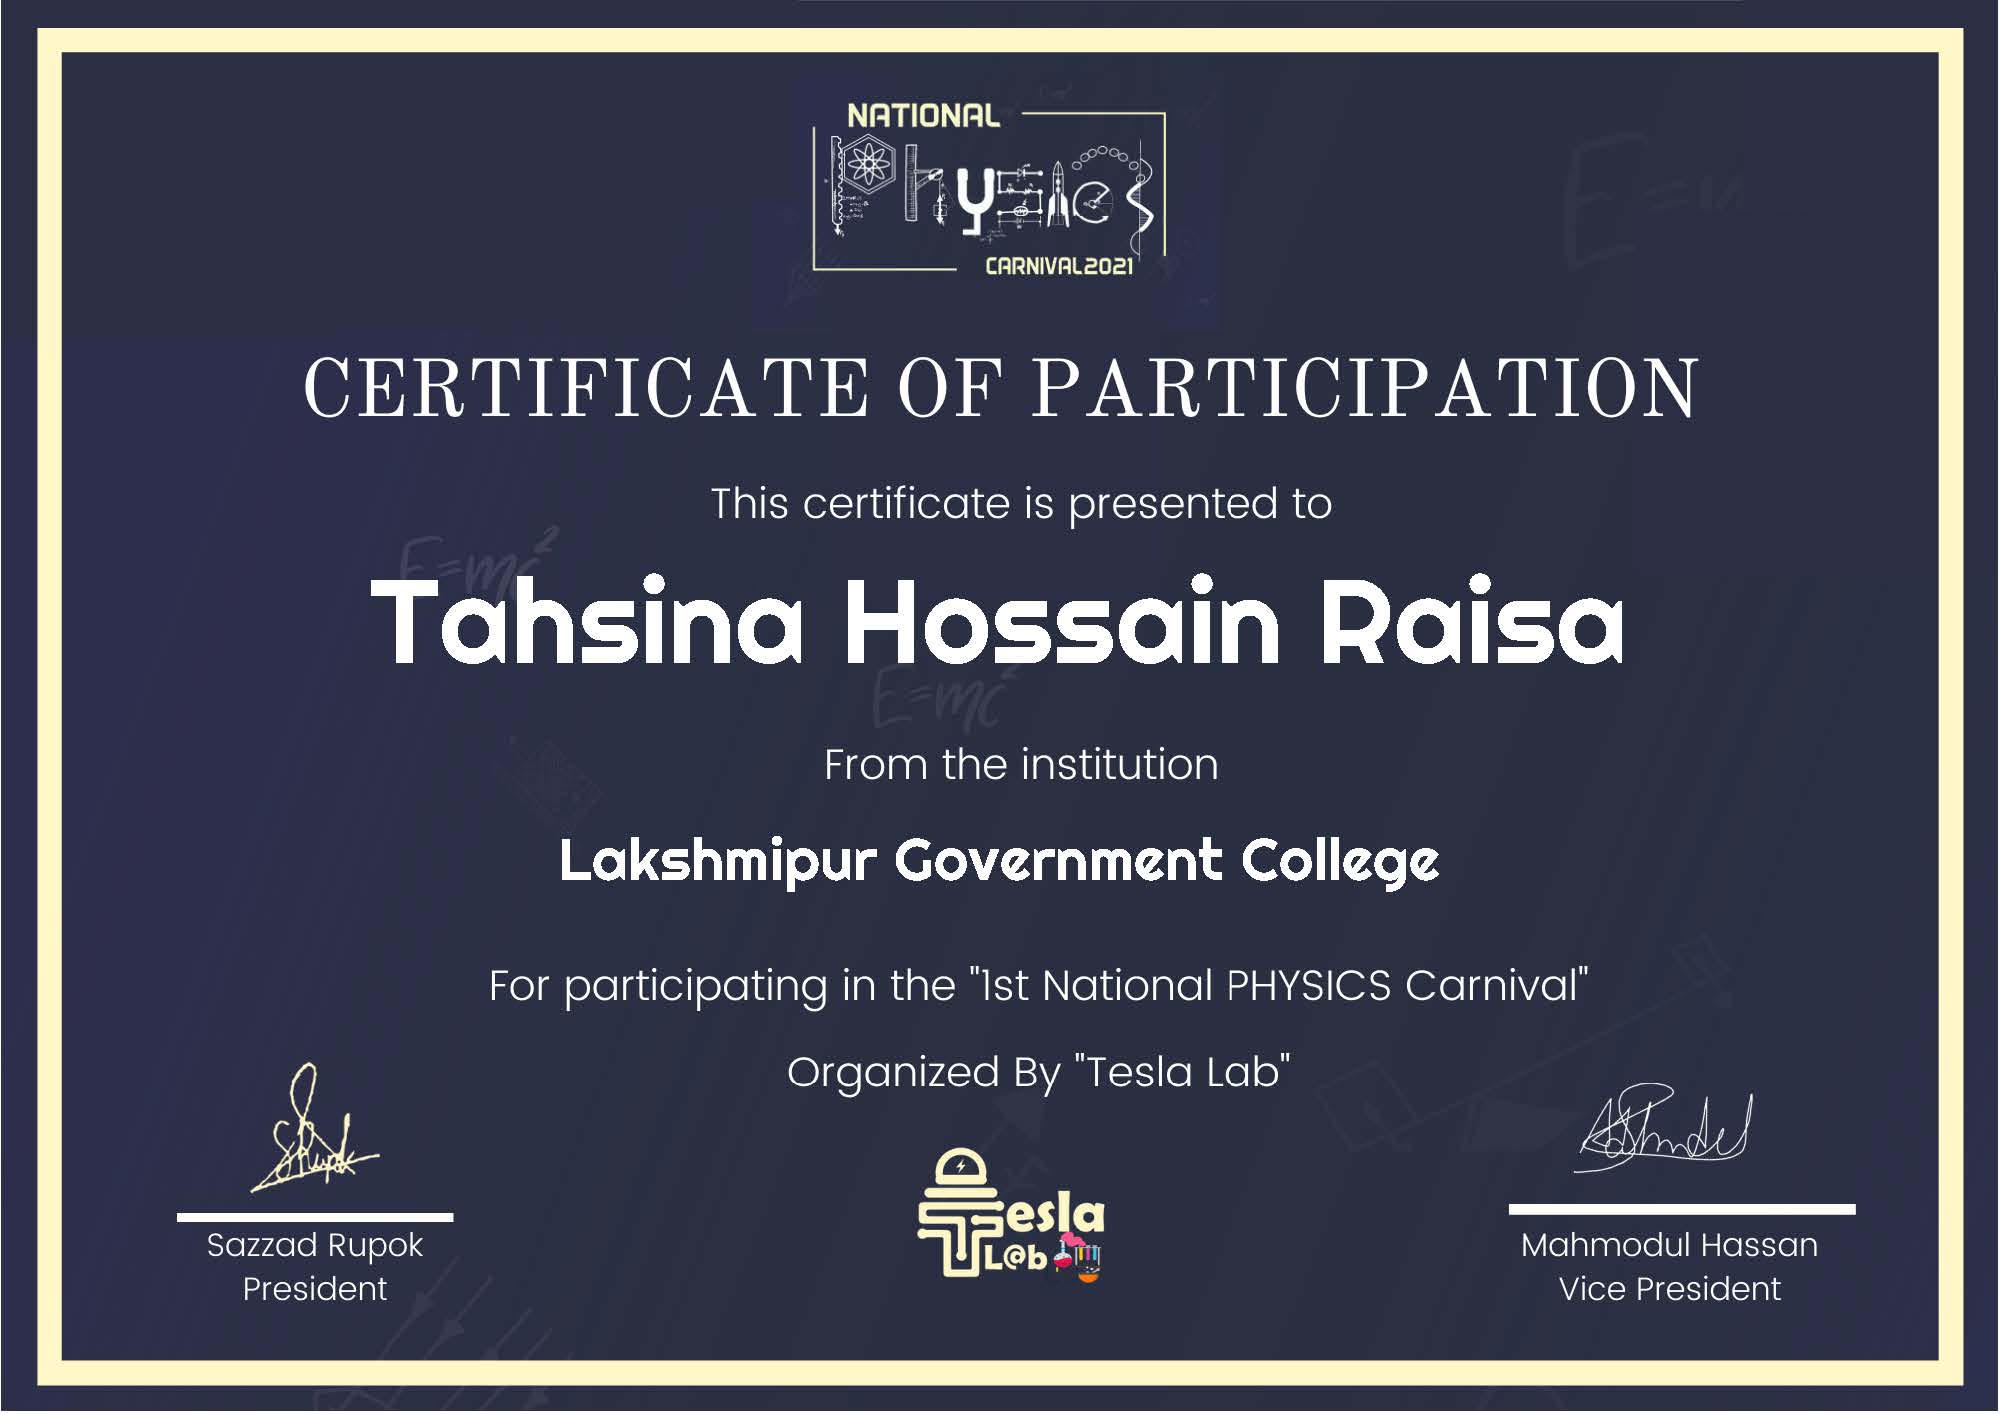 NATIONAL
Physics
CARNIVAL2021
CERTIFICATE OF PARTICIPATION
This certificate is presented to
E=mc²
Tahsina Hossain Raisa
E=mc²
From the institution
Lakshmipur Government College
For participating in the "1st National PHYSICS Carnival"
Organized By "Tesla Lab"
Tesla
L@b
Sazzad Rupok
President
Mahmodul Hassan
Vice President